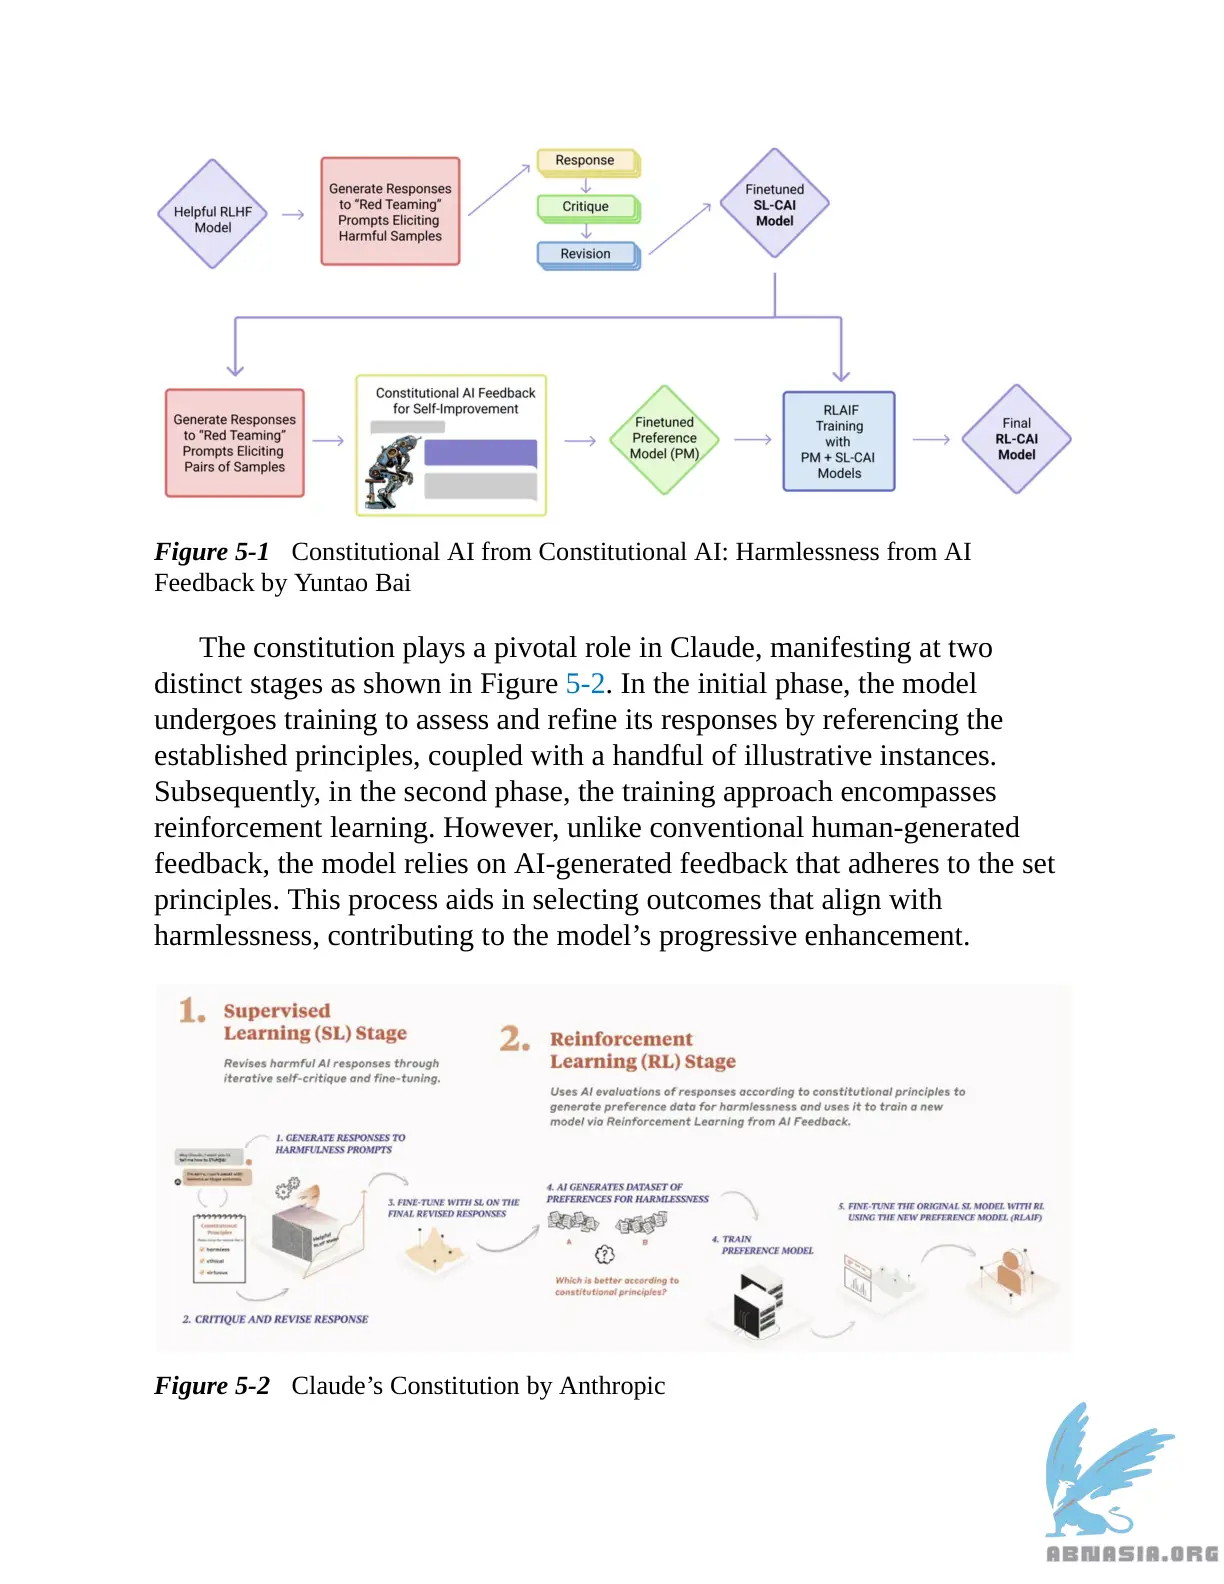 Helpful RLHF
Model
Generate Responses
to “Red Teaming”
Prompts Eliciting
Harmful Samples
Response
Critique
Revision
Finetuned
SL-CAI
Model
Generate Responses
to “Red Teaming”
Prompts Eliciting
Pairs of Samples
Constitutional AI Feedback
for Self-Improvement
Finetuned
Preference
Model (PM)
RLAIF
Training
with
PM + SL-CAI
Models
Final
RL-CAI
Model
Figure 5-1 Constitutional AI from Constitutional AI: Harmlessness from AI
Feedback by Yuntao Bai
The constitution plays a pivotal role in Claude, manifesting at two
distinct stages as shown in Figure 5-2. In the initial phase, the model
undergoes training to assess and refine its responses by referencing the
established principles, coupled with a handful of illustrative instances.
Subsequently, in the second phase, the training approach encompasses
reinforcement learning. However, unlike conventional human-generated
feedback, the model relies on AI-generated feedback that adheres to the set
principles. This process aids in selecting outcomes that align with
harmlessness, contributing to the model’s progressive enhancement.
1. Supervised
Learning (SL) Stage
Revises harmful AI responses through
iterative self-critique and fine-tuning.
2. Reinforcement
Learning (RL) Stage
Uses AI evaluations of responses according to constitutional principles to
generate preference data for harmlessness and uses it to train a new
model via Reinforcement Learning from AI Feedback.
1. GENERATE RESPONSES TO
HARMFULNESS PROMPTS
Constitutional
Principles
harmless
ethical
virtuous
Helpful
2. CRITIQUE AND REVISE RESPONSE
3. FINE-TUNE WITH SL ON THE
FINAL REVISED RESPONSES
4. AI GENERATES DATASET OF
PREFERENCES FOR HARMLESSNESS
A
B
?
Which is better according to
constitutional principles?
4. TRAIN
PREFERENCE MODEL
5. FINE-TUNE THE ORIGINAL SL MODEL WITH RL
USING THE NEW PREFERENCE MODEL (RLAIF)
Figure 5-2 Claude’s Constitution by Anthropic
ABNASIA.ORG